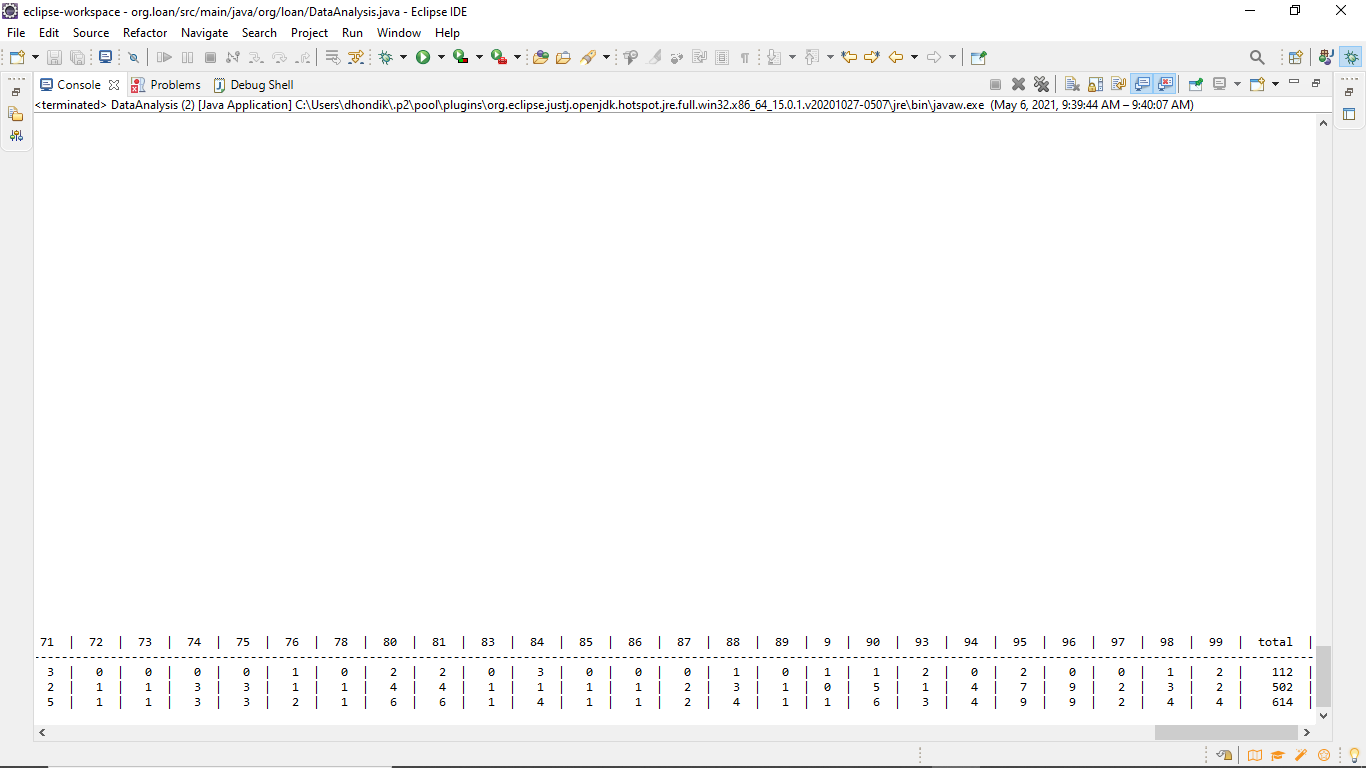 eclipse-workspace - org.loan/src/main/java/org/loan/DataAnalysis.java - Eclipse IDE
File Edit Source Refactor Navigate Search Project Run Window Help
Console Problems Debug Shell
<terminated> DataAnalysis (2) [Java Application] C:\Users\dhondik\.p2\pool\plugins\org.eclipse.justj.openjdk.hotspot.jre.full.win32.x86_64_15.0.1.v20201027-0507\jre\bin\javaw.exe (May 6, 2021, 9:39:44 AM – 9:40:07 AM)
71 | 72 | 73 | 74 | 75 | 76 | 78 | 80 | 81 | 83 | 84 | 85 | 86 | 87 | 88 | 89 | 9 | 90 | 93 | 94 | 95 | 96 | 97 | 98 | 99 | total |
3 | 0 | 0 | 0 | 0 | 1 | 0 | 2 | 2 | 0 | 3 | 0 | 0 | 0 | 1 | 0 | 1 | 1 | 2 | 0 | 2 | 0 | 0 | 1 | 2 | 112 |
2 | 1 | 1 | 3 | 3 | 1 | 1 | 4 | 4 | 1 | 1 | 1 | 1 | 2 | 3 | 1 | 0 | 5 | 1 | 4 | 7 | 9 | 2 | 3 | 2 | 502 |
5 | 1 | 1 | 3 | 3 | 2 | 1 | 6 | 6 | 1 | 4 | 1 | 1 | 2 | 4 | 1 | 1 | 6 | 3 | 4 | 9 | 9 | 2 | 4 | 4 | 614 |